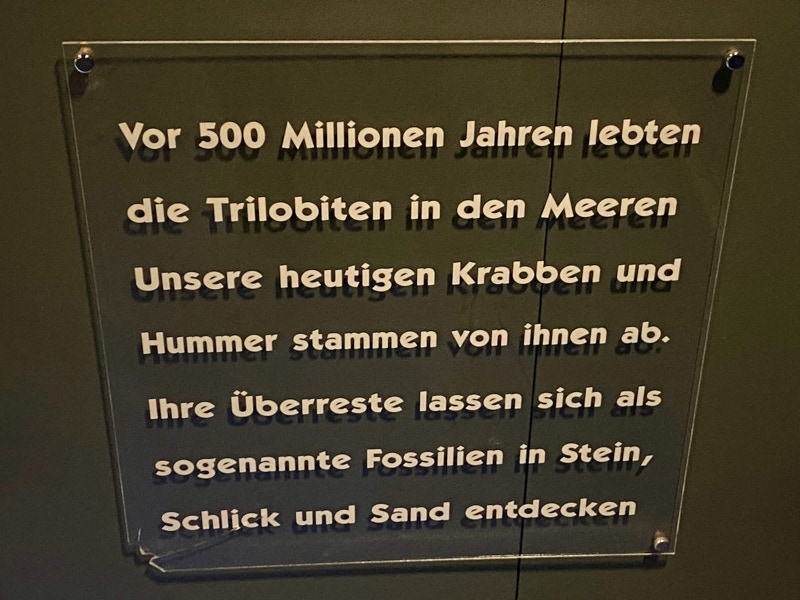 Vor 500 Millionen Jahren lebten
die Trilobiten in den Meeren
Unsere heutigen Krabben und
Hummer stammen von ihnen ab.
Ihre Überreste lassen sich als
sogenannte Fossilien in Stein,
Schlick und Sand entdecken